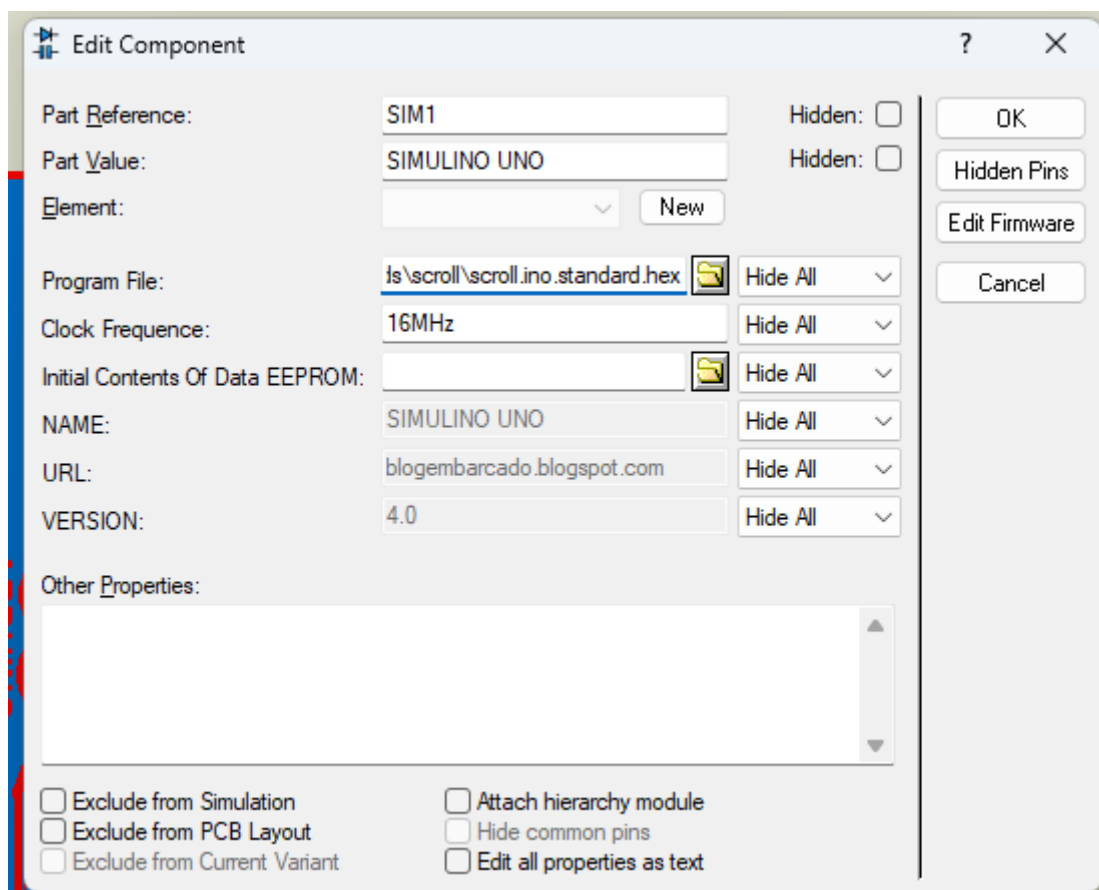 Edit Component ? ×
Part Reference: SIM1 Hidden: OK
Part Value: SIMULINO UNO Hidden: Hidden Pins
Element: New Edit Firmware
Program File: ds\scroll\scroll.ino.standard.hex Hide All Cancel
Clock Frequence: 16MHz Hide All
Initial Contents Of Data EEPROM: Hide All
NAME: SIMULINO UNO Hide All
URL: blogembarcado.blogspot.com Hide All
VERSION: 4.0 Hide All
Other Properties:
Exclude from Simulation Attach hierarchy module
Exclude from PCB Layout Hide common pins
Exclude from Current Variant Edit all properties as text